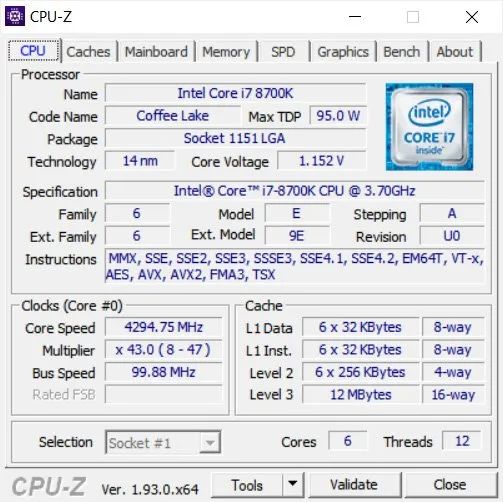 CPU-Z
CPU Caches Mainboard Memory SPD Graphics Bench About
Processor
Name Intel Core i7 8700K
Code Name Coffee Lake Max TDP 95.0 W
Package Socket 1151 LGA
Technology 14 nm Core Voltage 1.152 V
intel
CORE i7
inside™
Specification Intel® Core™ i7-8700K CPU @ 3.70GHz
Family 6 Model E Stepping A
Ext. Family 6 Ext. Model 9E Revision U0
Instructions MMX, SSE, SSE2, SSE3, SSSE3, SSE4.1, SSE4.2, EM64T, VT-x,
AES, AVX, AVX2, FMA3, TSX
Clocks (Core #0) Cache
Core Speed 4294.75 MHz L1 Data 6 x 32 KBytes 8-way
Multiplier x 43.0 ( 8 - 47 ) L1 Inst. 6 x 32 KBytes 8-way
Bus Speed 99.88 MHz Level 2 6 x 256 KBytes 4-way
Rated FSB Level 3 12 MBytes 16-way
Selection Socket #1 Cores 6 Threads 12
CPU-Z Ver. 1.93.0.x64 Tools Validate Close